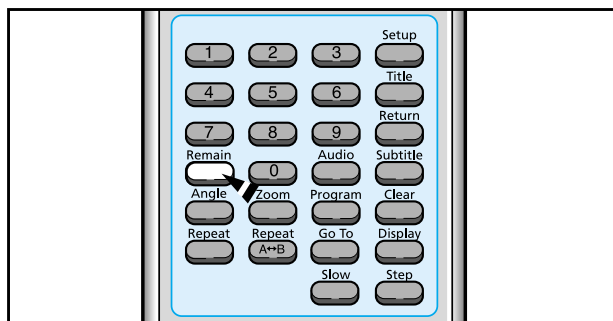 Setup
1 2 3
Title
4 5 6
Return
7 8 9
Remain Audio Subtitle
0
Angle Zoom Program Clear
Repeat Repeat Go To Display
A↔B
Slow Step